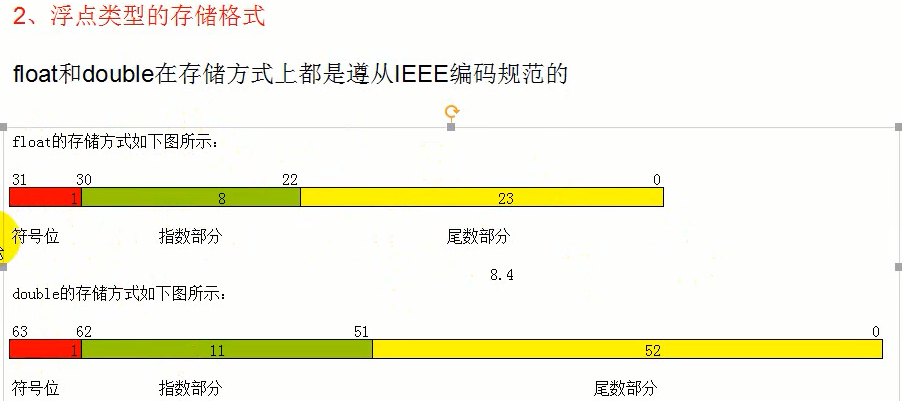 2、浮点类型的存储格式
float和double在存储方式上都是遵从IEEE编码规范的
float的存储方式如下图所示:
31 30 22 0
1 8 23
符号位 指数部分 尾数部分
8.4
double的存储方式如下图所示:
63 62 51 0
1 11 52
符号位 指数部分 尾数部分